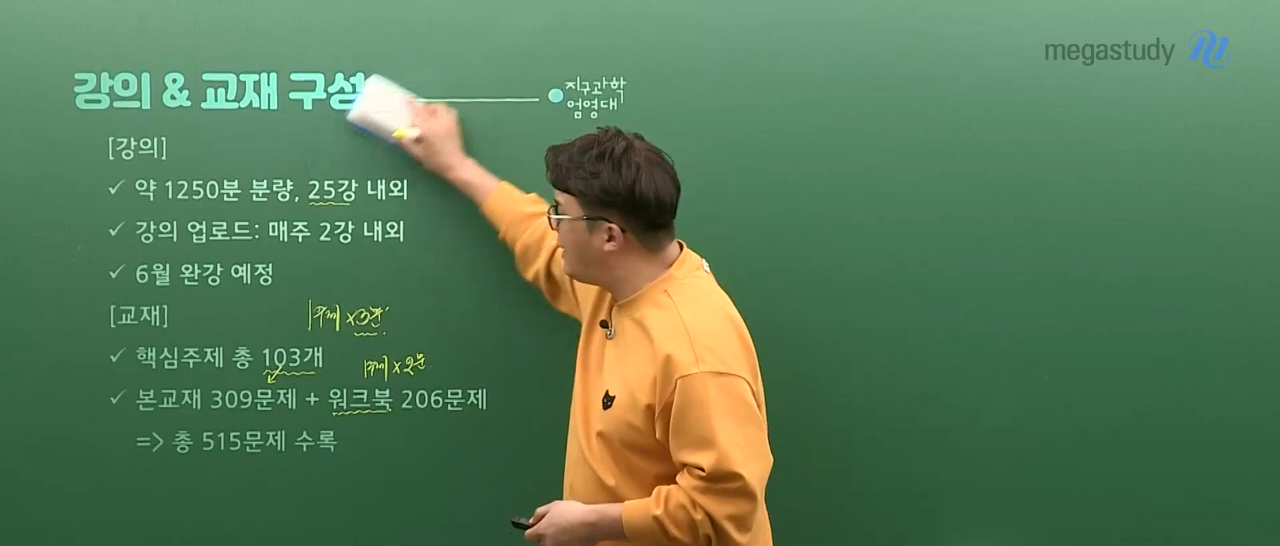 megastudy
강의 & 교재 구성
지구과학
엄영대
[강의]
✓ 약 1250분 분량, 25강 내외
✓ 강의 업로드: 매주 2강 내외
✓ 6월 완강 예정
[교재]
1주제 ×3문
✓ 핵심주제 총 103개
1주제 ×2문
✓ 본교재 309문제 + 워크북 206문제
=> 총 515문제 수록